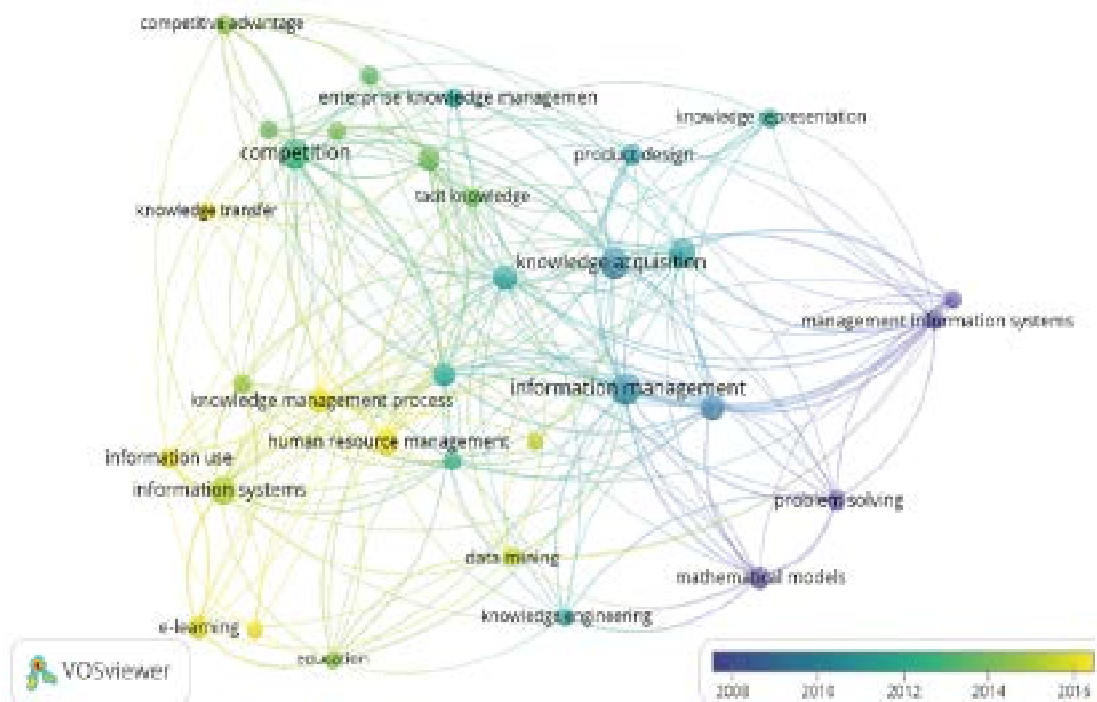 competitive advantage
enterprise knowledge managemen
knowledge representation
competition
product design
tacit knowledge
knowledge transfer
knowledge acquisition
management information systems
information management
knowledge management process
human resource management
information use
information systems
problem solving
data mining
mathematical models
knowledge engineering
e-learning
education
VOSviewer
2008 2010 2012 2014 2016